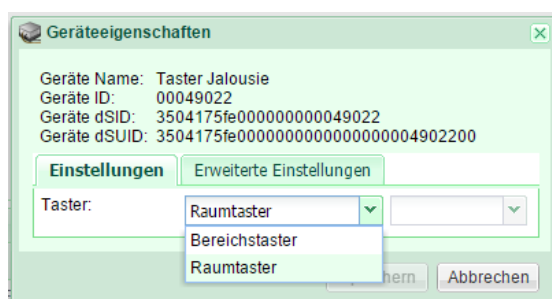 Geräteeigenschaften
Geräte Name: Taster Jalousie
Geräte ID: 00049022
Geräte dSID: 3504175fe000000000049022
Geräte dSUID: 3504175fe0000000000000000004902200
Einstellungen Erweiterte Einstellungen
Taster: Raumtaster
Bereichstaster
Raumtaster
Abbrechen